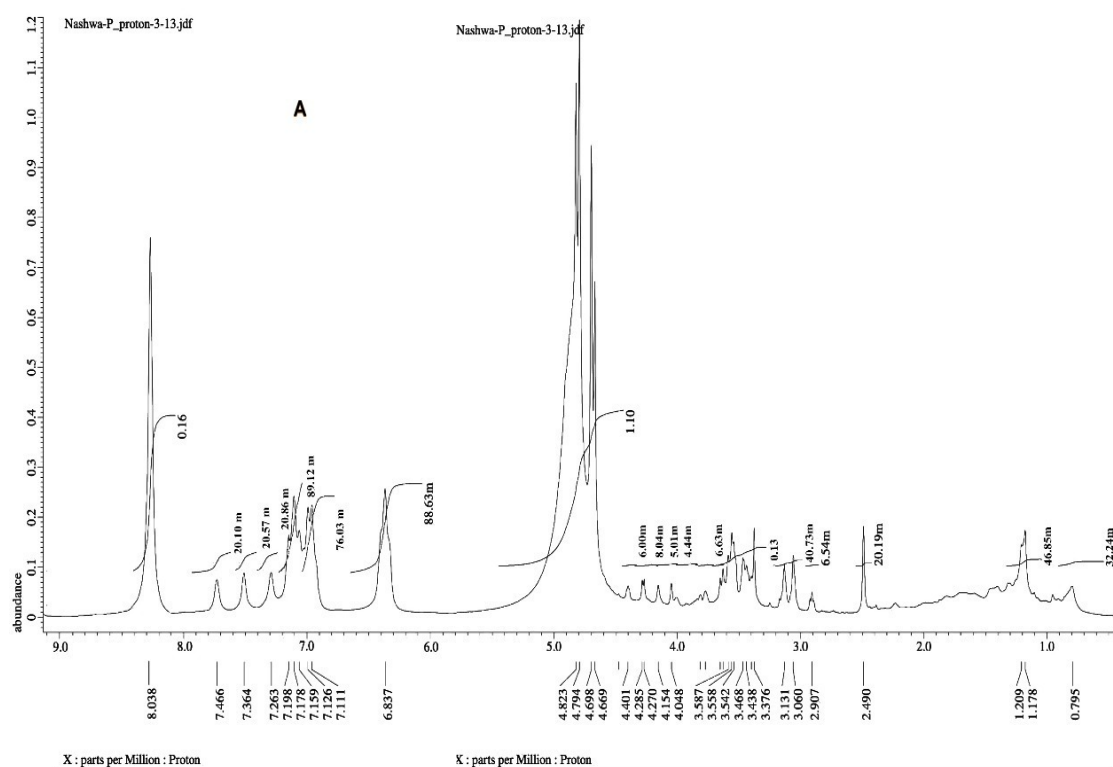 Nashwa-P_proton-3-13.jdf
Nashwa-P_proton-3-13.jdf
A
abundance
1.2
1.1
1.0
0.9
0.8
0.7
0.6
0.5
0.4
0.3
0.2
0.1
0
0.16
20.10 m
20.57 m
20.86 m
89.12 m
76.03 m
88.63m
1.10
6.00m
8.04m
5.01m
4.44m
6.63m
0.13
40.73m
6.54m
20.19m
46.85m
32.24m
9.0 8.0 7.0 6.0 5.0 4.0 3.0 2.0 1.0
8.038
7.466
7.364
7.263
7.198
7.178
7.159
7.126
7.111
6.837
4.823
4.794
4.698
4.669
4.401
4.285
4.270
4.154
4.048
3.587
3.558
3.542
3.468
3.438
3.376
3.131
3.060
2.907
2.490
1.209
1.178
0.795
X : parts per Million : Proton
X : parts per Million : Proton